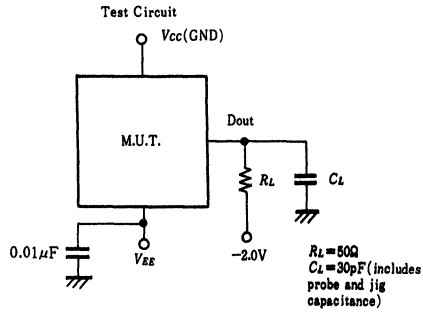 Test Circuit
Vcc(GND)
M.U.T.
Dout
RL
CL
0.01μF
VEE
−2.0V
RL=50Ω
CL=30pF(includes
probe and jig
capacitance)